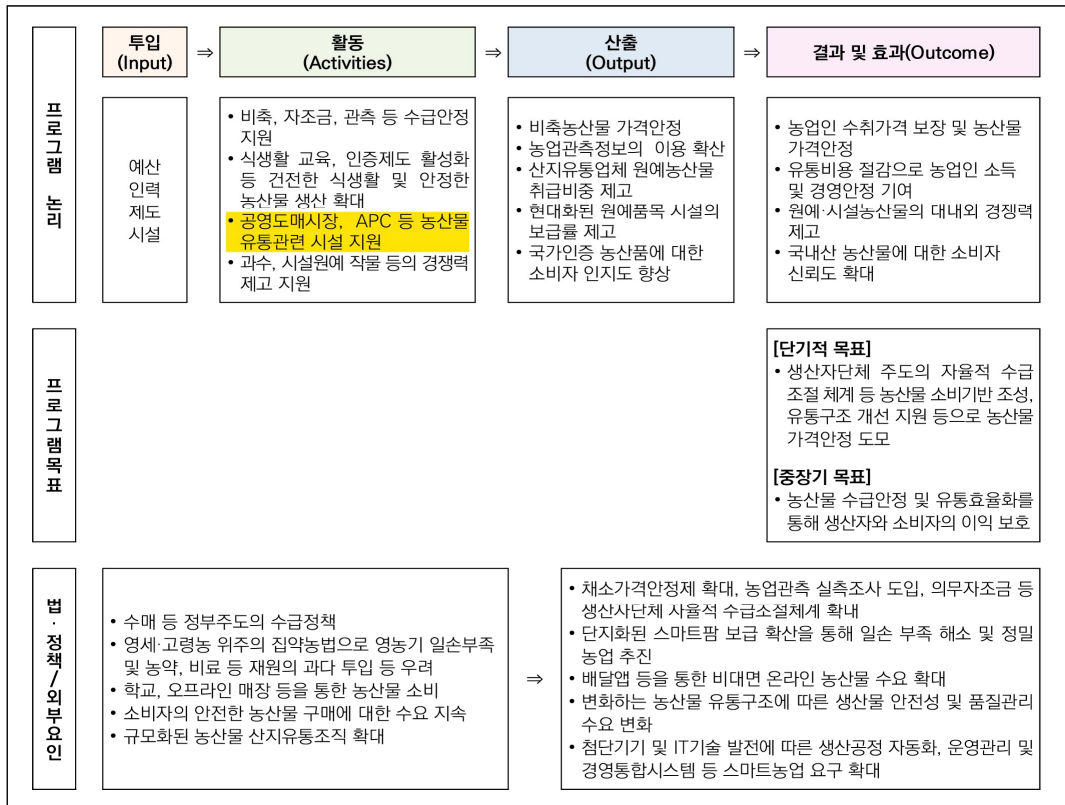 투입
(Input)
⇒
활동
(Activities)
⇒
산출
(Output)
⇒
결과 및 효과(Outcome)
프로그램 논리
예산
인력
제도
시설
• 비축, 자조금, 관측 등 수급안정
지원
• 식생활 교육, 인증제도 활성화
등 건전한 식생활 및 안정한
농산물 생산 확대
• 공영도매시장, APC 등 농산물
유통관련 시설 지원
• 과수, 시설원예 작물 등의 경쟁력
제고 지원
• 비축농산물 가격안정
• 농업관측정보의 이용 확산
• 산지유통업체 원예농산물
취급비중 제고
• 현대화된 원예품목 시설의
보급률 제고
• 국가인증 농산품에 대한
소비자 인지도 향상
• 농업인 수취가격 보장 및 농산물
가격안정
• 유통비용 절감으로 농업인 소득
및 경영안정 기여
• 원예·시설농산물의 대내외 경쟁력
제고
• 국내산 농산물에 대한 소비자
신뢰도 확대
프로그램목표
[단기적 목표]
• 생산자단체 주도의 자율적 수급
조절 체계 등 농산물 소비기반 조성,
유통구조 개선 지원 등으로 농산물
가격안정 도모
[중장기 목표]
• 농산물 수급안정 및 유통효율화를
통해 생산자와 소비자의 이익 보호
법·정책/외부요인
• 수매 등 정부주도의 수급정책
• 영세·고령농 위주의 집약농법으로 영농기 일손부족
및 농약, 비료 등 재원의 과다 투입 등 우려
• 학교, 오프라인 매장 등을 통한 농산물 소비
• 소비자의 안전한 농산물 구매에 대한 수요 지속
• 규모화된 농산물 산지유통조직 확대
⇒
• 채소가격안정제 확대, 농업관측 실측조사 도입, 의무자조금 등
생산사단체 사율적 수급소절체계 확내
• 단지화된 스마트팜 보급 확산을 통해 일손 부족 해소 및 정밀
농업 추진
• 배달앱 등을 통한 비대면 온라인 농산물 수요 확대
• 변화하는 농산물 유통구조에 따른 생산물 안전성 및 품질관리
수요 변화
• 첨단기기 및 IT기술 발전에 따른 생산공정 자동화, 운영관리 및
경영통합시스템 등 스마트농업 요구 확대